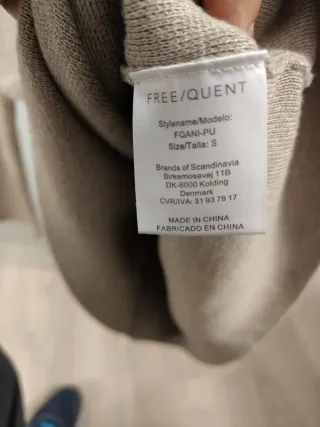 FREE/QUENT
Stylename/Modelo:
FQANI-PU
Size/Talla: S
Brands of Scandinavia
Birkemosevej 11B
DK-6000 Kolding
Denmark
CVR/IVA: 31 93 78 17
MADE IN CHINA
FABRICADO EN CHINA